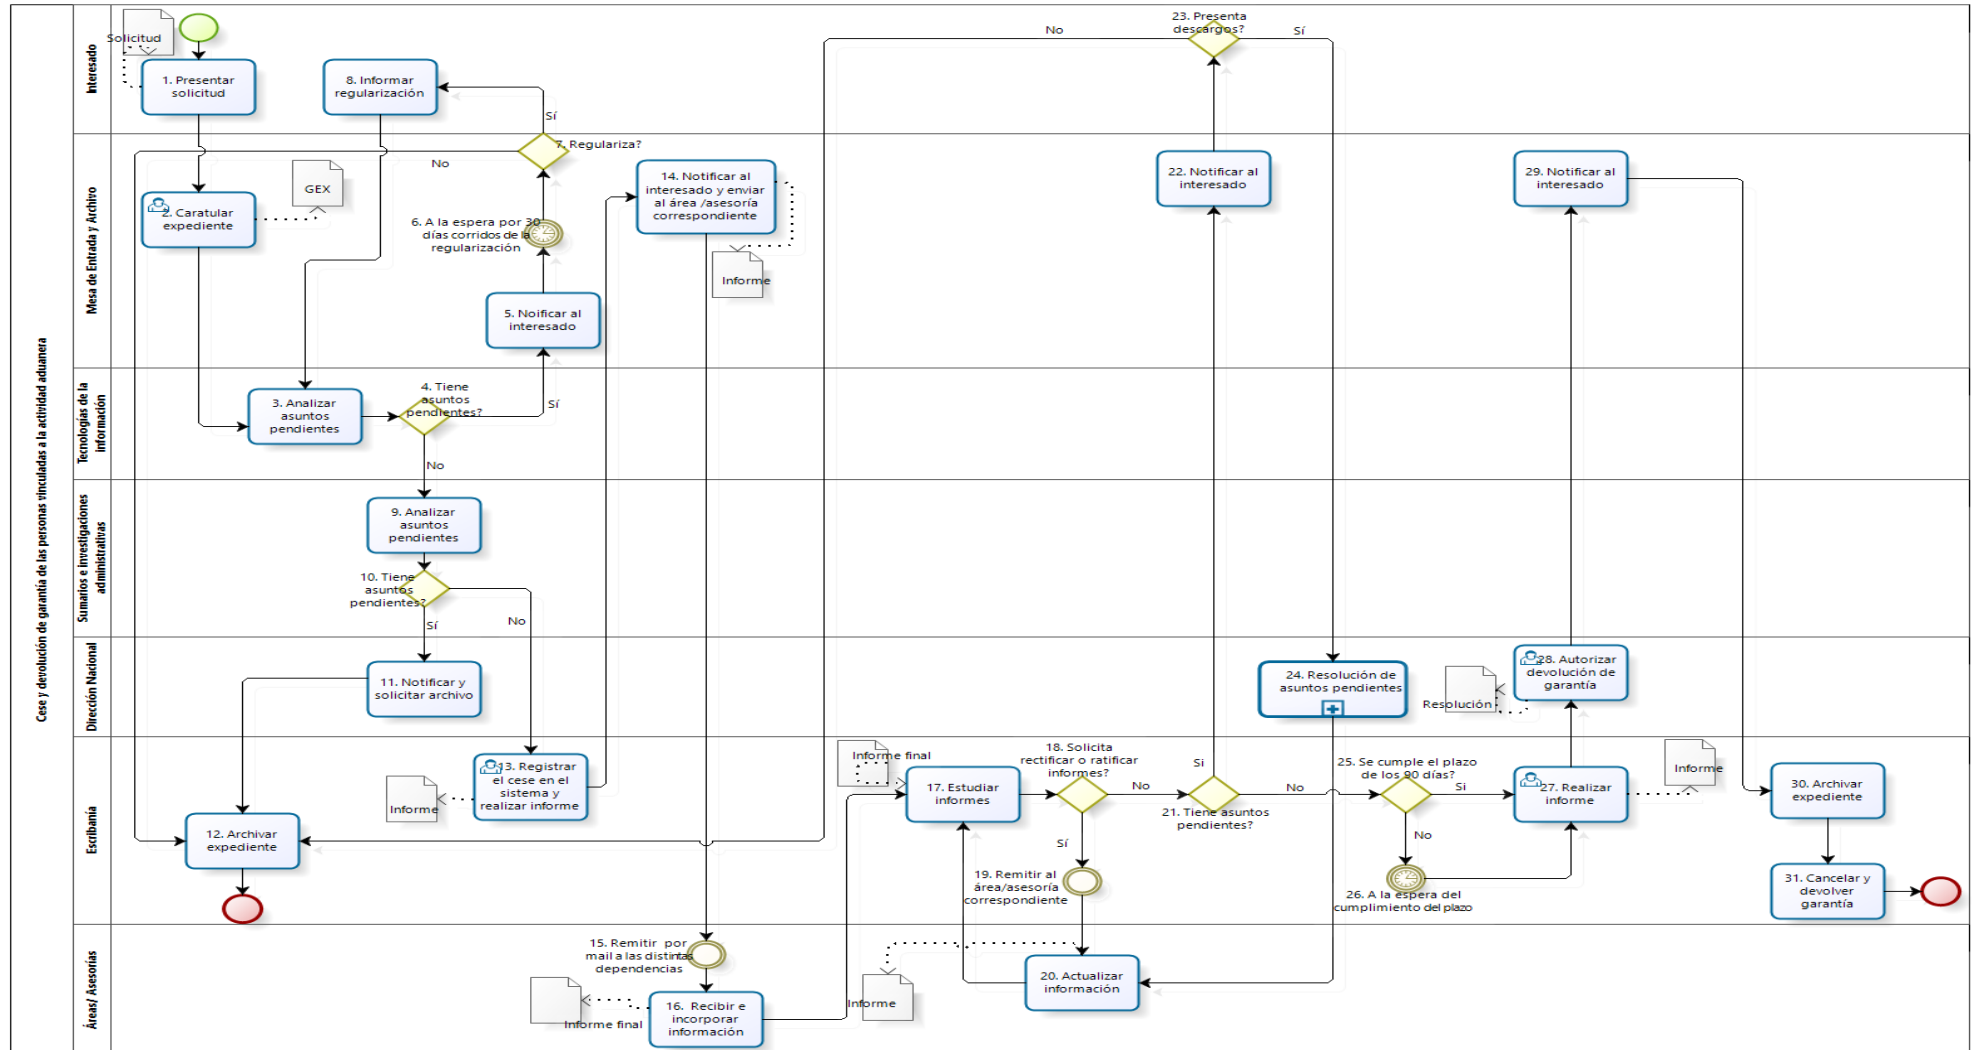 Cese y devolución de garantía de las personas vinculadas a la actividad aduanera
Interesado
Solicitud
1. Presentar
solicitud
8. Informar
regularización
Sí
No
23. Presenta
descargos?
Sí
Mesa de Entrada y Archivo
7. Regulariza?
No
GEX
2. Caratular
expediente
6. A la espera por 30
días corridos de la
regularización
14. Notificar al
interesado y enviar
al área /asesoría
correspondiente
Informe
5. Noificar al
interesado
22. Notificar al
interesado
29. Notificar al
interesado
Tecnologías de la
información
3. Analizar
asuntos
pendientes
4. Tiene
asuntos
pendientes?
Sí
No
Sumarios e investigaciones
administrativas
9. Analizar
asuntos
pendientes
10. Tiene
asuntos
pendientes?
Sí
No
Dirección Nacional
11. Notificar y
solicitar archivo
24. Resolución de
asuntos pendientes
28. Autorizar
devolución de
garantía
Resolución
Escribanía
12. Archivar
expediente
Informe
13. Registrar
el cese en el
sistema y
realizar informe
Informe final
17. Estudiar
informes
18. Solicita
rectificar o ratificar
informes?
No
Sí
19. Remitir al
área/asesoría
correspondiente
Si
21. Tiene asuntos
pendientes?
No
25. Se cumple el plazo
de los 90 días?
Si
No
26. A la espera del
cumplimiento del plazo
27. Realizar
informe
Informe
30. Archivar
expediente
31. Cancelar y
devolver
garantía
Áreas/ Asesorías
15. Remitir por
mail a las distintas
dependencias
16. Recibir e
incorporar
información
Informe final
Informe
20. Actualizar
información